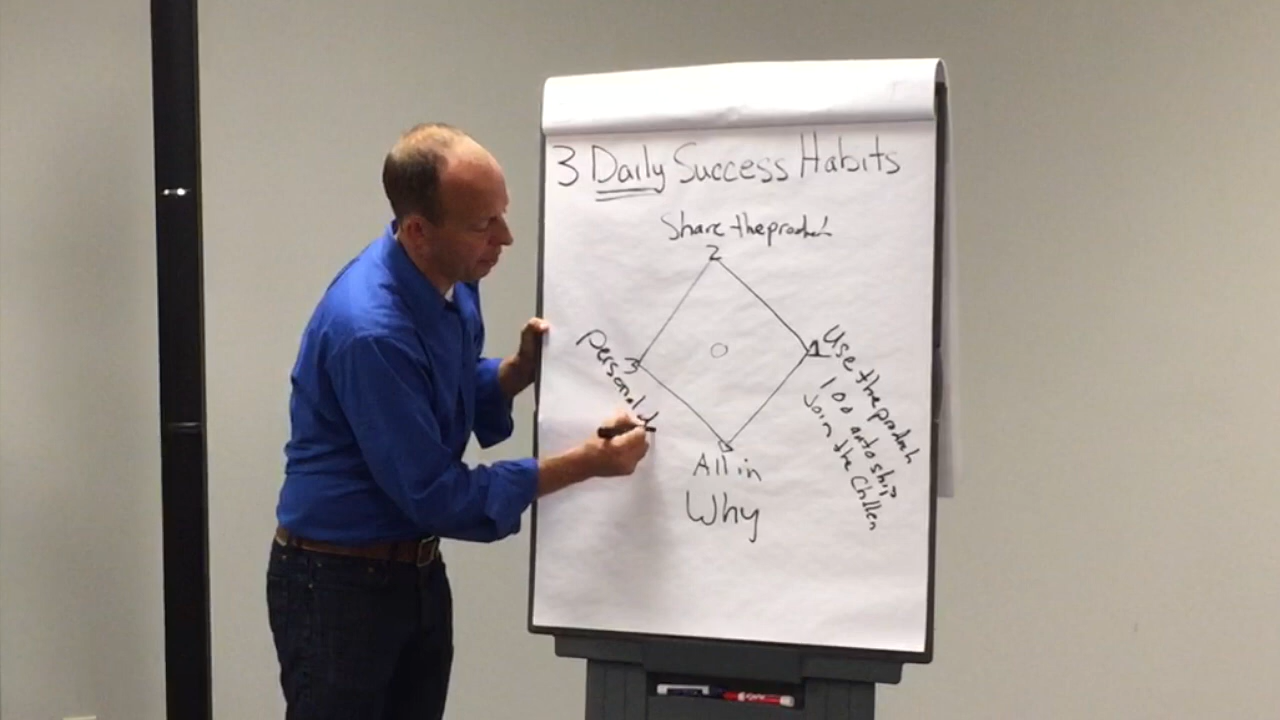 3 Daily Success Habits
Share the product
2
Use the product
1
100 autoship
Join the Challen
3
Personal
All in
Why